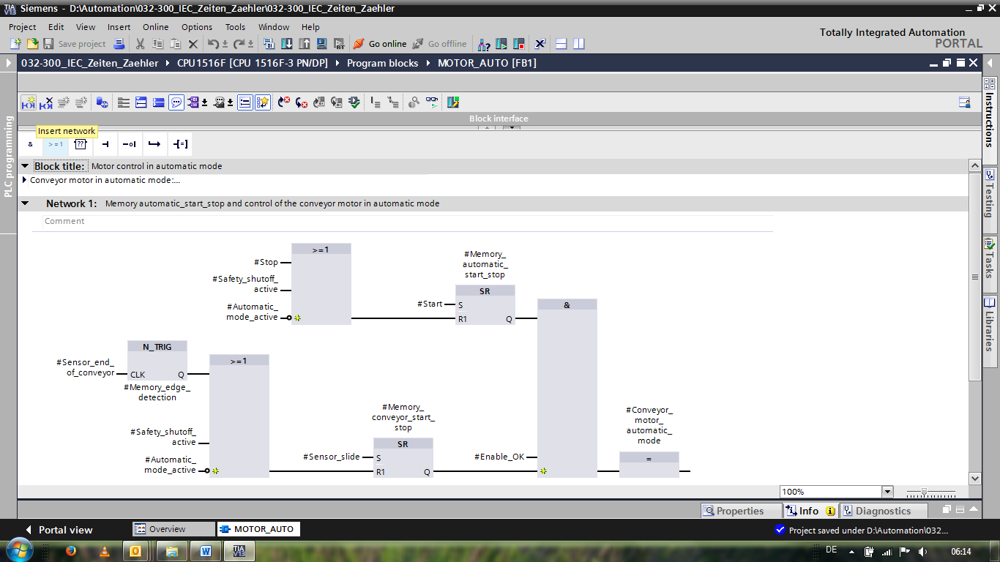 TIA
V13
Siemens - D:\Automation\032-300_IEC_Zeiten_Zaehler\032-300_IEC_Zeiten_Zaehler
Project Edit View Insert Online Options Tools Window Help
Totally Integrated Automation
PORTAL
Save project
Go online
Go offline
032-300_IEC_Zeiten_Zaehler
CPU1516F [CPU 1516F-3 PN/DP]
Program blocks
MOTOR_AUTO [FB1]
Block interface
Insert network
& >=1 ??
PLC programming
Instructions
Testing
Tasks
Libraries
Block title: Motor control in automatic mode
Conveyor motor in automatic mode:...
Network 1: Memory automatic_start_stop and control of the conveyor motor in automatic mode
Comment
>=1
#Stop
#Safety_shutoff_
active
#Automatic_
mode_active
#Memory_
automatic_
start_stop
SR
#Start
S
R1 Q
&
N_TRIG
#Sensor_end_
of_conveyor
CLK Q
#Memory_edge_
detection
>=1
#Safety_shutoff_
active
#Automatic_
mode_active
#Memory_
conveyor_start_
stop
SR
#Sensor_slide
S
R1 Q
#Enable_OK
#Conveyor_
motor_
automatic_
mode
=
100%
Properties
Info
Diagnostics
Portal view
Overview
MOTOR_AUTO
Project saved under D:\Automation\032...
TIA
V13
DE
06:14